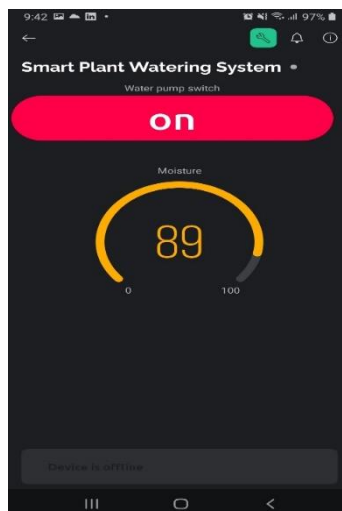 9:42 97%
Smart Plant Watering System
Water pump switch
on
Moisture
89
0 100
Device is offline